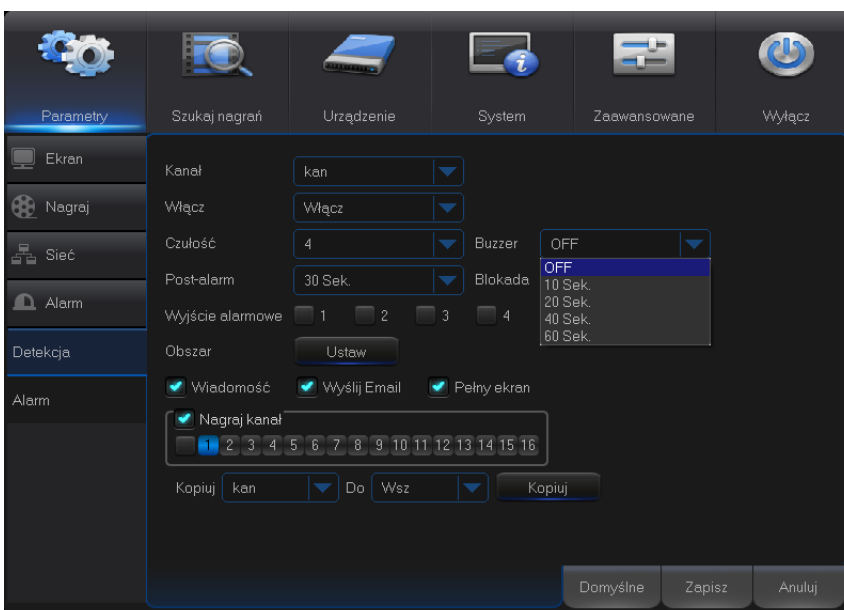 Parametry Szukaj nagrań Urządzenie System Zaawansowane Wyłącz
Ekran
Nagraj
Sieć
Alarm
Detekcja
Alarm
Kanał kan
Włącz Włącz
Czułość 4 Buzzer OFF
OFF
10 Sek.
20 Sek.
40 Sek.
60 Sek.
Post-alarm 30 Sek. Blokada
Wyjście alarmowe 1 2 3 4
Obszar Ustaw
Wiadomość Wyślij Email Pełny ekran
Nagraj kanał
1 2 3 4 5 6 7 8 9 10 11 12 13 14 15 16
Kopiuj kan Do Wsz Kopiuj
Domyślne Zapisz Anuluj